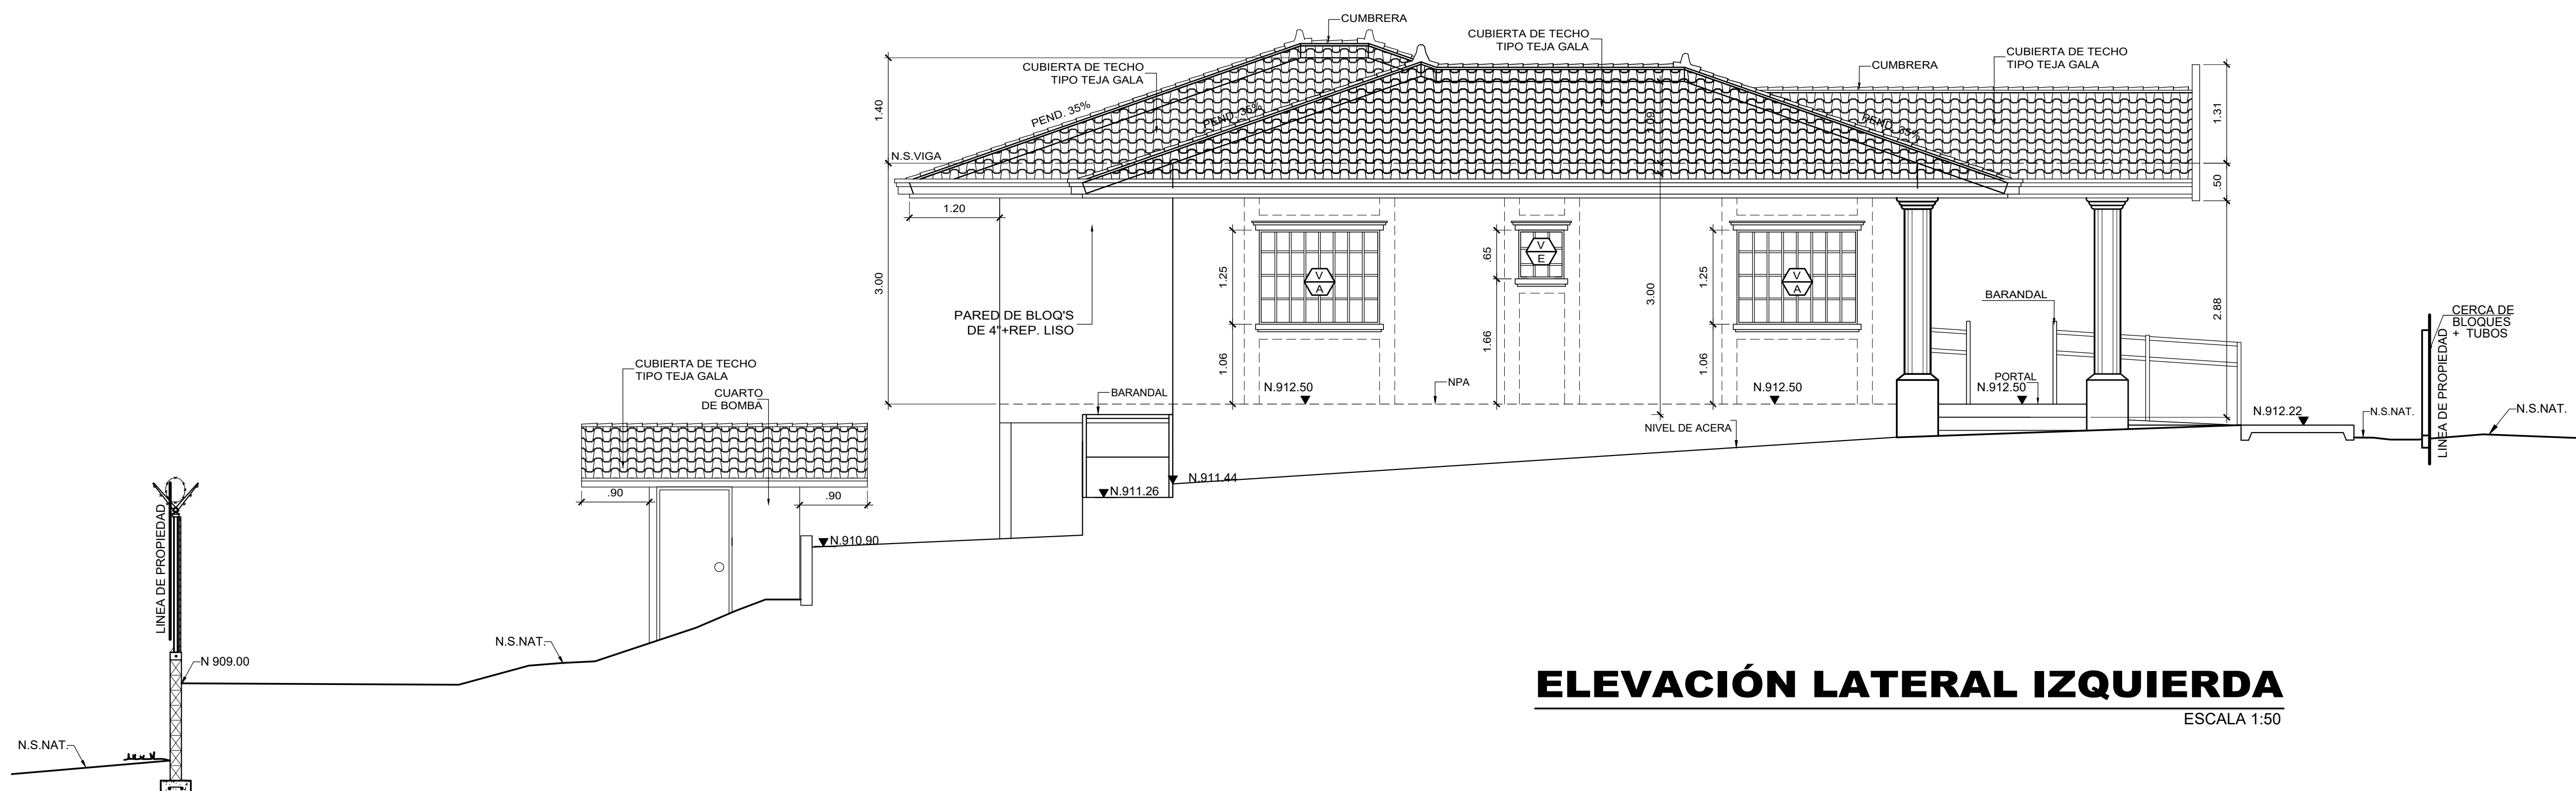 CUMBRERA
CUBIERTA DE TECHO
TIPO TEJA GALA
CUBIERTA DE TECHO
TIPO TEJA GALA
CUBIERTA DE TECHO
TIPO TEJA GALA
CUMBRERA
PEND. 35%
PEND. 35%
PEND. 35%
1.40
1.09
1.31
N.S.VIGA
.50
1.20
3.00
PARED DE BLOQ'S
DE 4"+REP. LISO
1.25
1.06
V
A
.65
1.66
V
E
3.00
1.25
1.06
V
A
BARANDAL
2.88
CERCA DE
BLOQUES
+ TUBOS
LINEA DE PROPIEDAD
N.912.50
NPA
N.912.50
PORTAL
N.912.50
N.912.22
N.S.NAT.
N.S.NAT.
NIVEL DE ACERA
BARANDAL
CUBIERTA DE TECHO
TIPO TEJA GALA
CUARTO
DE BOMBA
.90
.90
N.911.44
N.911.26
N.910.90
LINEA DE PROPIEDAD
N.S.NAT.
N 909.00
N.S.NAT.
ELEVACIÓN LATERAL IZQUIERDA
ESCALA 1:50